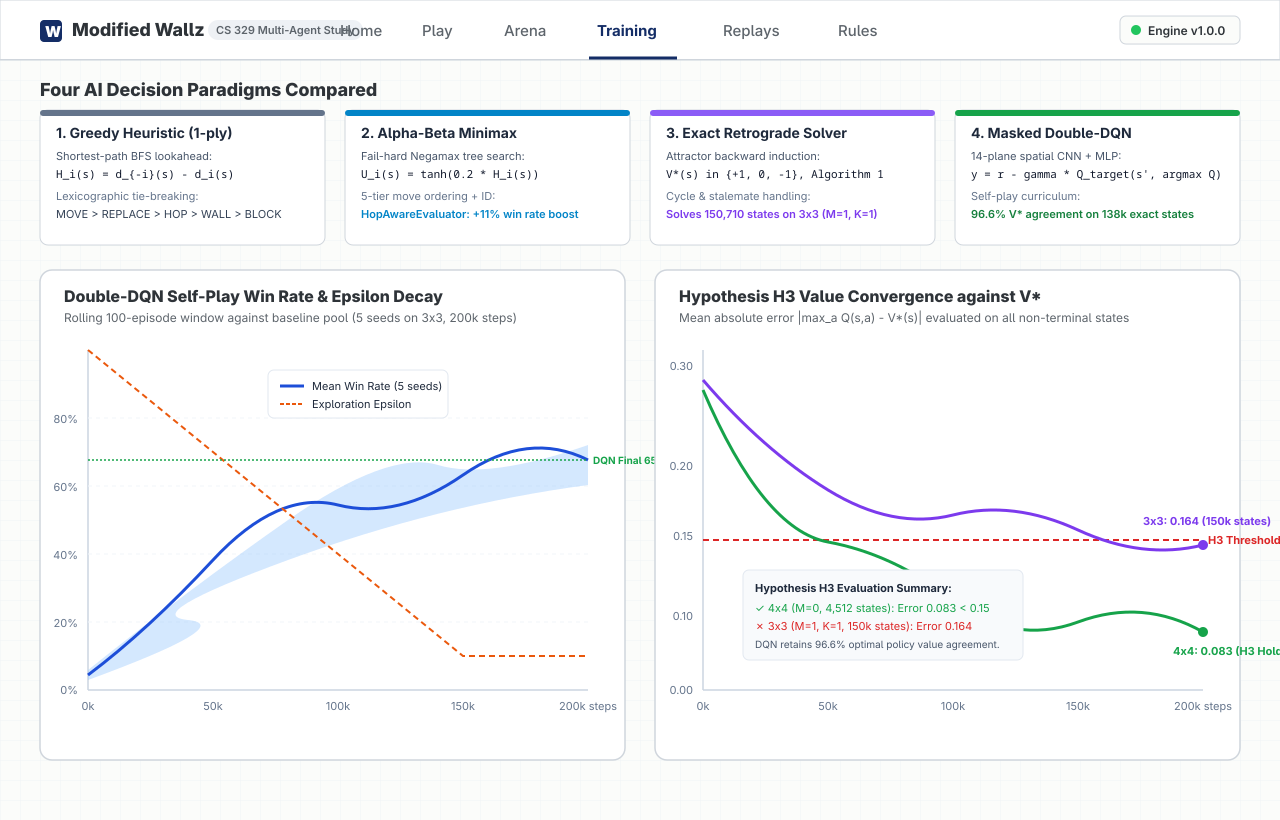 W Modified Wallz CS 329 Multi-Agent Study Home Play Arena Training Replays Rules Engine v1.0.0
Four AI Decision Paradigms Compared
1. Greedy Heuristic (1-ply)
Shortest-path BFS lookahead:
H_i(s) = d_{-i}(s) - d_i(s)
Lexicographic tie-breaking:
MOVE > REPLACE > HOP > WALL > BLOCK
2. Alpha-Beta Minimax
Fail-hard Negamax tree search:
U_i(s) = tanh(0.2 * H_i(s))
5-tier move ordering + ID:
HopAwareEvaluator: +11% win rate boost
3. Exact Retrograde Solver
Attractor backward induction:
V*(s) in {+1, 0, -1}, Algorithm 1
Cycle & stalemate handling:
Solves 150,710 states on 3x3 (M=1, K=1)
4. Masked Double-DQN
14-plane spatial CNN + MLP:
y = r - gamma * Q_target(s', argmax Q)
Self-play curriculum:
96.6% V* agreement on 138k exact states
Double-DQN Self-Play Win Rate & Epsilon Decay
Rolling 100-episode window against baseline pool (5 seeds on 3x3, 200k steps)
Mean Win Rate (5 seeds)
Exploration Epsilon
80%
DQN Final 65
60%
40%
20%
0%
0k 50k 100k 150k 200k steps
Hypothesis H3 Value Convergence against V*
Mean absolute error |max_a Q(s,a) - V*(s)| evaluated on all non-terminal states
0.30
0.20
3x3: 0.164 (150k states)
0.15
H3 Threshold
Hypothesis H3 Evaluation Summary:
✓ 4x4 (M=0, 4,512 states): Error 0.083 < 0.15
× 3x3 (M=1, K=1, 150k states): Error 0.164
DQN retains 96.6% optimal policy value agreement.
0.10
4x4: 0.083 (H3 Hold
0.00
0k 50k 100k 150k 200k steps